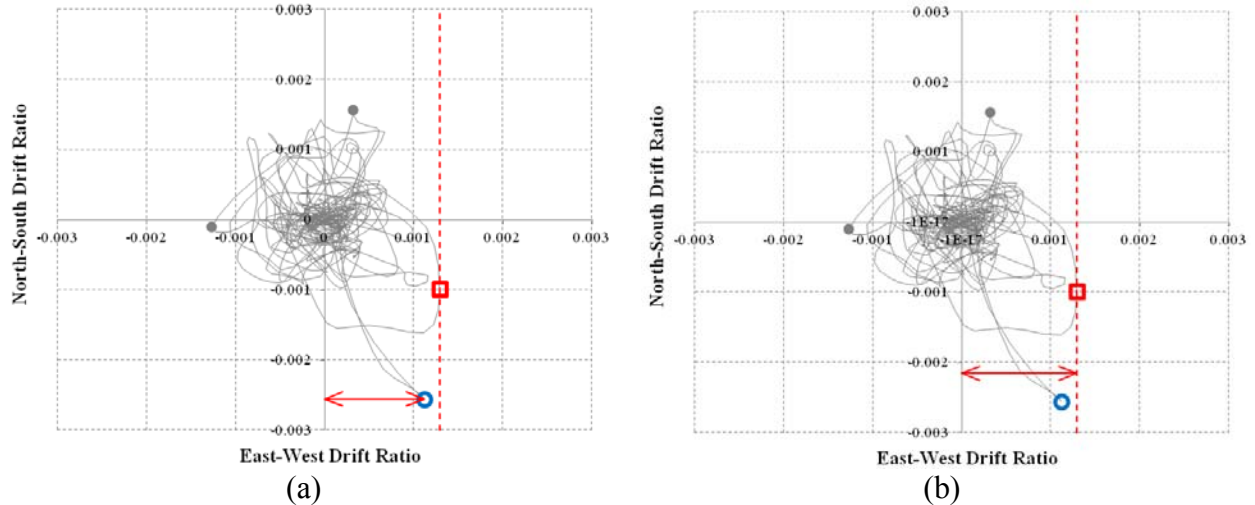 0.003
0.002
0.001
0
-0.003 -0.002 -0.001 0 0.001 0.002 0.003
-0.001
-0.002
-0.003
North-South Drift Ratio
East-West Drift Ratio
(a)
0.003
0.002
0.001
-1E-17
-0.003 -0.002 -0.001 -1E-17 0.001 0.002 0.003
-0.001
-0.002
-0.003
North-South Drift Ratio
East-West Drift Ratio
(b)